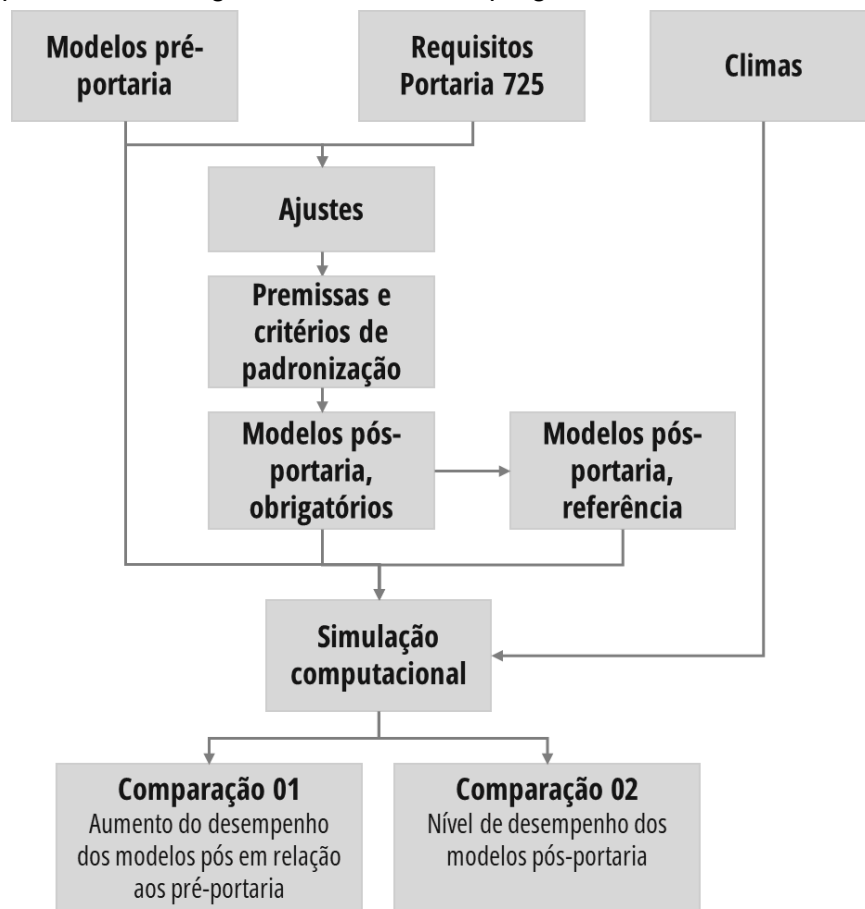 Modelos pré-
portaria
Requisitos
Portaria 725
Climas
Ajustes
Premissas e
critérios de
padronização
Modelos pós-
portaria,
obrigatórios
Modelos pós-
portaria,
referência
Simulação
computacional
Comparação 01
Aumento do desempenho
dos modelos pós em relação
aos pré-portaria
Comparação 02
Nível de desempenho dos
modelos pós-portaria